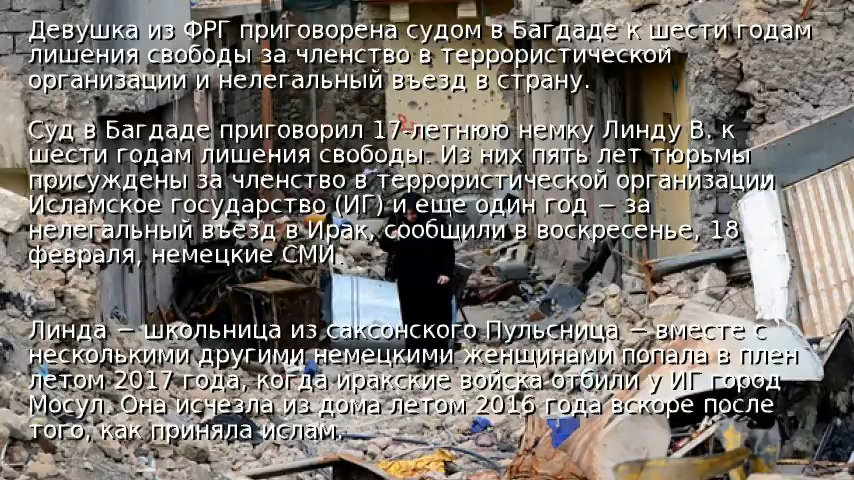 Девушка из ФРГ приговорена судом в Багдаде к шести годам
лишения свободы за членство в террористической
организации и нелегальный въезд в страну.
Суд в Багдаде приговорил 17-летнюю немку Линду В. к
шести годам лишения свободы. Из них пять лет тюрьмы
присуждены за членство в террористической организации
Исламское государство (ИГ) и еще один год — за
нелегальный въезд в Ирак, сообщили в воскресенье, 18
февраля, немецкие СМИ.
Линда — школьница из саксонского Пульсница — вместе с
несколькими другими немецкими женщинами попала в плен
летом 2017 года, когда иракские войска отбили у ИГ город
Мосул. Она исчезла из дома летом 2016 года вскоре после
того, как приняла ислам.